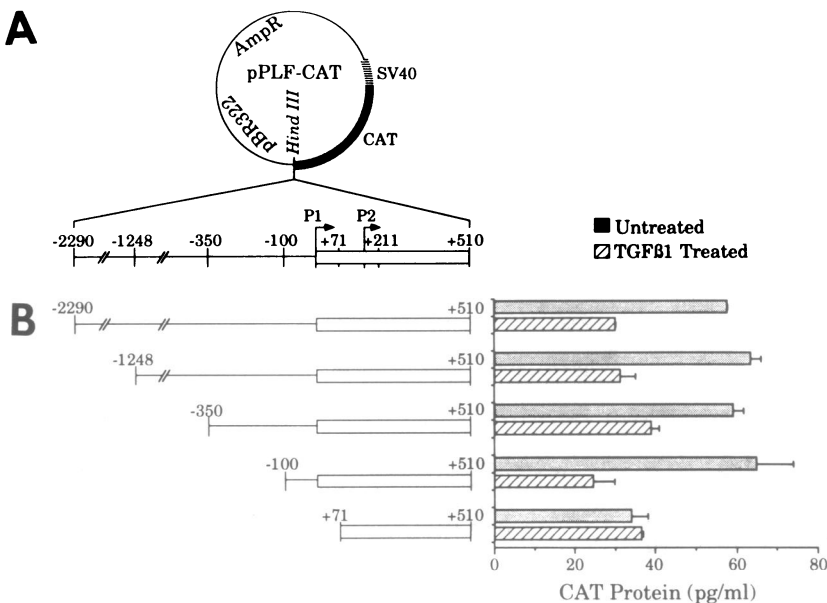 A
AmpR
pPLF-CAT
SV40
pBR322
Hind III
CAT
P1 P2
-2290 -1248 -350 -100 +71 +211 +510
Untreated
TGFß1 Treated
B
-2290 +510
-1248 +510
-350 +510
-100 +510
+71 +510
0 20 40 60 80
CAT Protein (pg/ml)